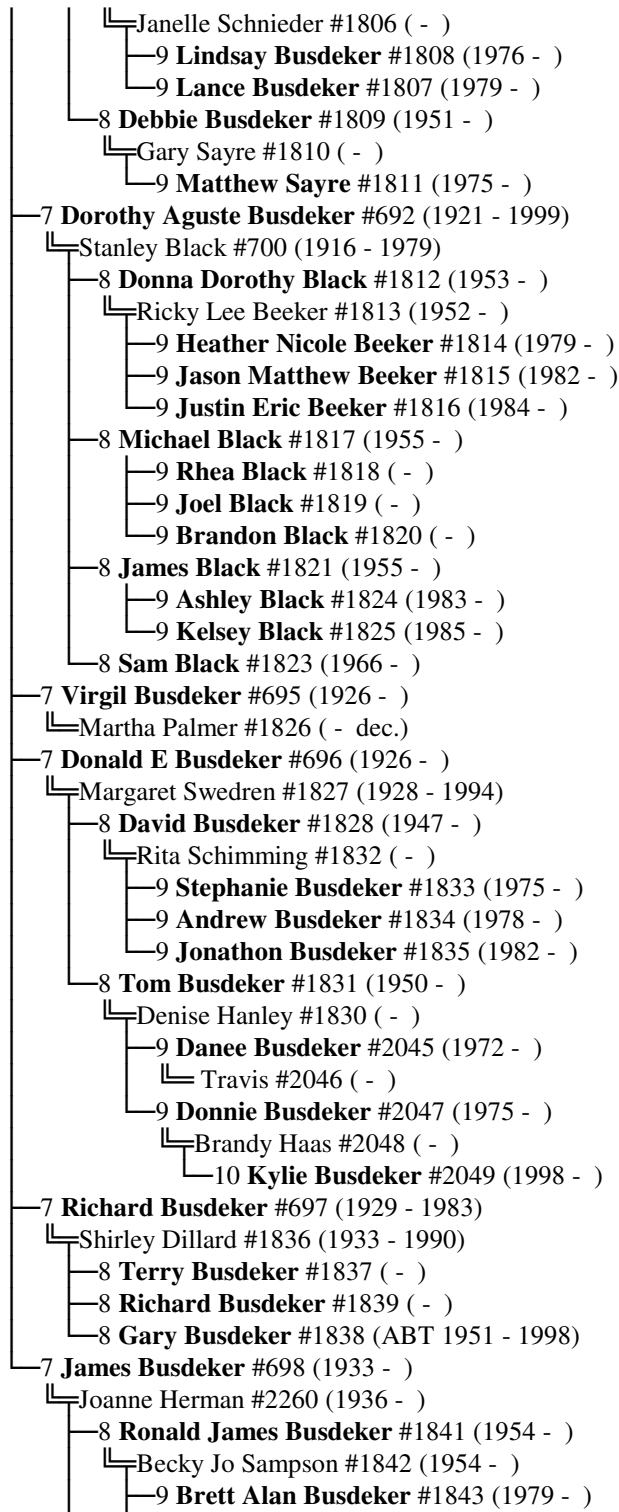 Janelle Schnieder #1806 ( - )
9 Lindsay Busdeker #1808 (1976 - )
9 Lance Busdeker #1807 (1979 - )
8 Debbie Busdeker #1809 (1951 - )
Gary Sayre #1810 ( - )
9 Matthew Sayre #1811 (1975 - )
7 Dorothy Aguste Busdeker #692 (1921 - 1999)
Stanley Black #700 (1916 - 1979)
8 Donna Dorothy Black #1812 (1953 - )
Ricky Lee Beeker #1813 (1952 - )
9 Heather Nicole Beeker #1814 (1979 - )
9 Jason Matthew Beeker #1815 (1982 - )
9 Justin Eric Beeker #1816 (1984 - )
8 Michael Black #1817 (1955 - )
9 Rhea Black #1818 ( - )
9 Joel Black #1819 ( - )
9 Brandon Black #1820 ( - )
8 James Black #1821 (1955 - )
9 Ashley Black #1824 (1983 - )
9 Kelsey Black #1825 (1985 - )
8 Sam Black #1823 (1966 - )
7 Virgil Busdeker #695 (1926 - )
Martha Palmer #1826 ( - dec.)
7 Donald E Busdeker #696 (1926 - )
Margaret Swedren #1827 (1928 - 1994)
8 David Busdeker #1828 (1947 - )
Rita Schimming #1832 ( - )
9 Stephanie Busdeker #1833 (1975 - )
9 Andrew Busdeker #1834 (1978 - )
9 Jonathon Busdeker #1835 (1982 - )
8 Tom Busdeker #1831 (1950 - )
Denise Hanley #1830 ( - )
9 Danee Busdeker #2045 (1972 - )
Travis #2046 ( - )
9 Donnie Busdeker #2047 (1975 - )
Brandy Haas #2048 ( - )
10 Kylie Busdeker #2049 (1998 - )
7 Richard Busdeker #697 (1929 - 1983)
Shirley Dillard #1836 (1933 - 1990)
8 Terry Busdeker #1837 ( - )
8 Richard Busdeker #1839 ( - )
8 Gary Busdeker #1838 (ABT 1951 - 1998)
7 James Busdeker #698 (1933 - )
Joanne Herman #2260 (1936 - )
8 Ronald James Busdeker #1841 (1954 - )
Becky Jo Sampson #1842 (1954 - )
9 Brett Alan Busdeker #1843 (1979 - )